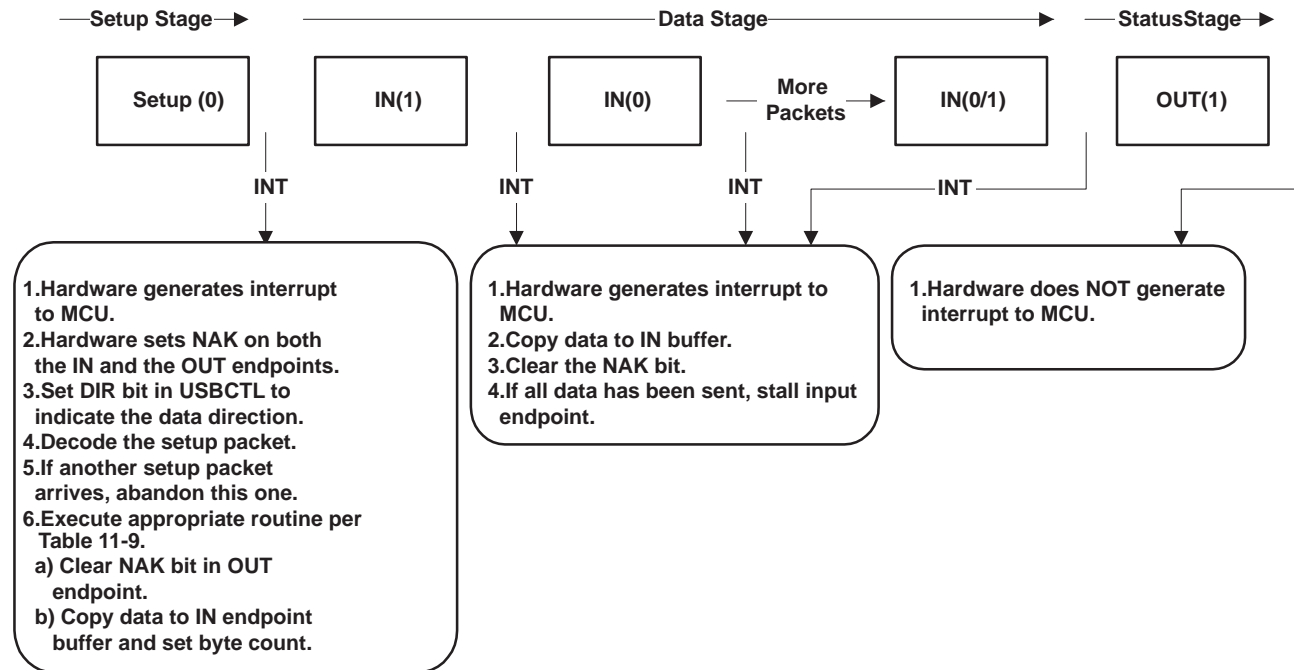 Setup Stage
Data Stage
StatusStage
Setup (0)
IN(1)
IN(0)
More
Packets
IN(0/1)
OUT(1)
INT
INT
INT
INT
1.Hardware generates interrupt
to MCU.
2.Hardware sets NAK on both
the IN and the OUT endpoints.
3.Set DIR bit in USBCTL to
indicate the data direction.
4.Decode the setup packet.
5.If another setup packet
arrives, abandon this one.
6.Execute appropriate routine per
Table 11-9.
a) Clear NAK bit in OUT
endpoint.
b) Copy data to IN endpoint
buffer and set byte count.
1.Hardware generates interrupt to
MCU.
2.Copy data to IN buffer.
3.Clear the NAK bit.
4.If all data has been sent, stall input
endpoint.
1.Hardware does NOT generate
interrupt to MCU.